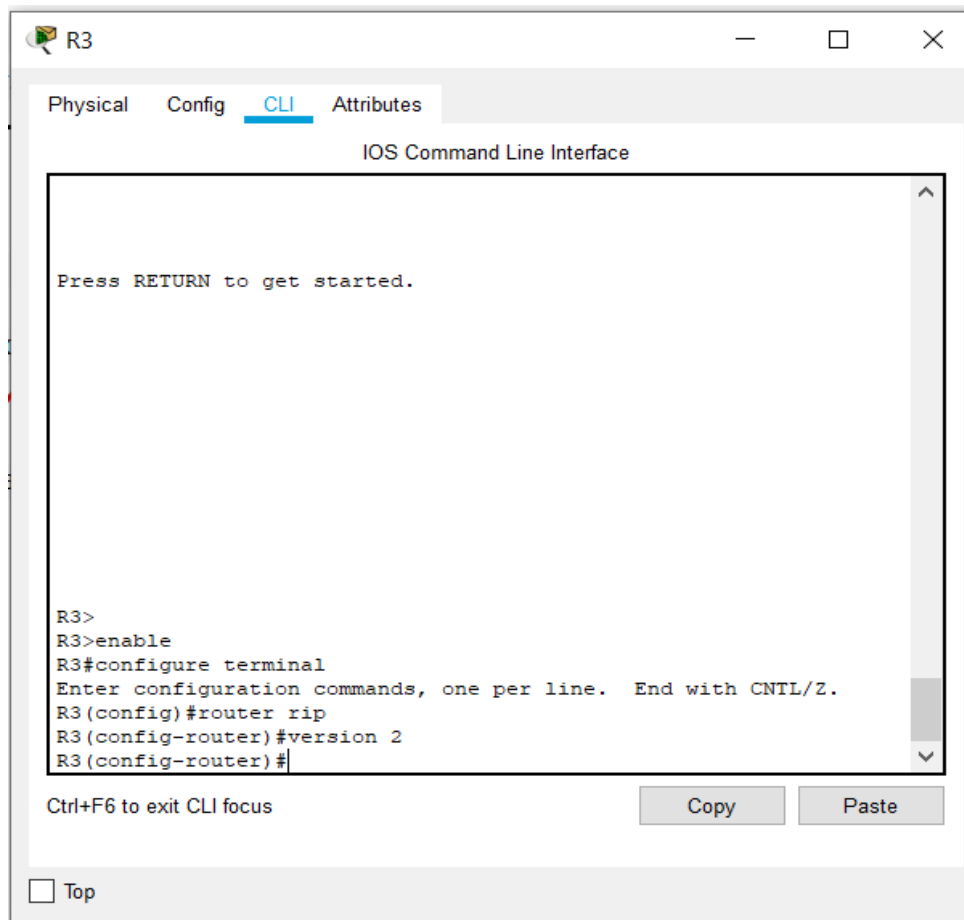 R3
Physical Config CLI Attributes
IOS Command Line Interface
Press RETURN to get started.
R3>
R3>enable
R3#configure terminal
Enter configuration commands, one per line.  End with CNTL/Z.
R3(config)#router rip
R3(config-router)#version 2
R3(config-router)#
Ctrl+F6 to exit CLI focus
Copy Paste
Top